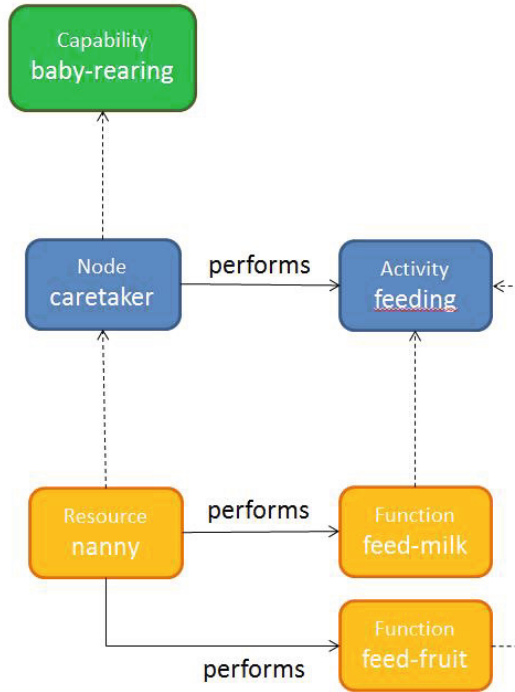 Capability
baby-rearing
Node
caretaker
performs
Activity
feeding
Resource
nanny
performs
Function
feed-milk
performs
Function
feed-fruit